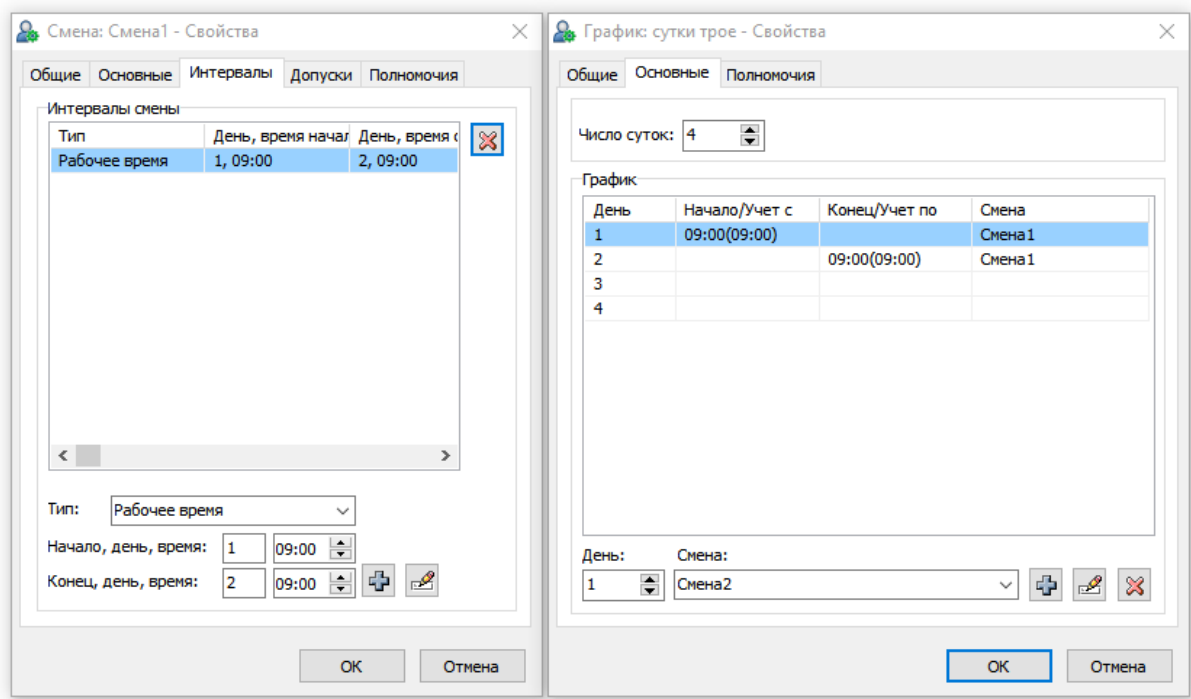 Смена: Смена1 - Свойства
Общие Основные Интервалы Допуски Полномочия
Интервалы смены
Тип День, время начал День, время о
Рабочее время 1, 09:00 2, 09:00
Тип: Рабочее время
Начало, день, время: 1 09:00
Конец, день, время: 2 09:00
ОК Отмена
График: сутки трое - Свойства
Общие Основные Полномочия
Число суток: 4
График
День Начало/Учет с Конец/Учет по Смена
1 09:00(09:00) Смена1
2 09:00(09:00) Смена1
3
4
День: Смена:
1 Смена2
ОК Отмена